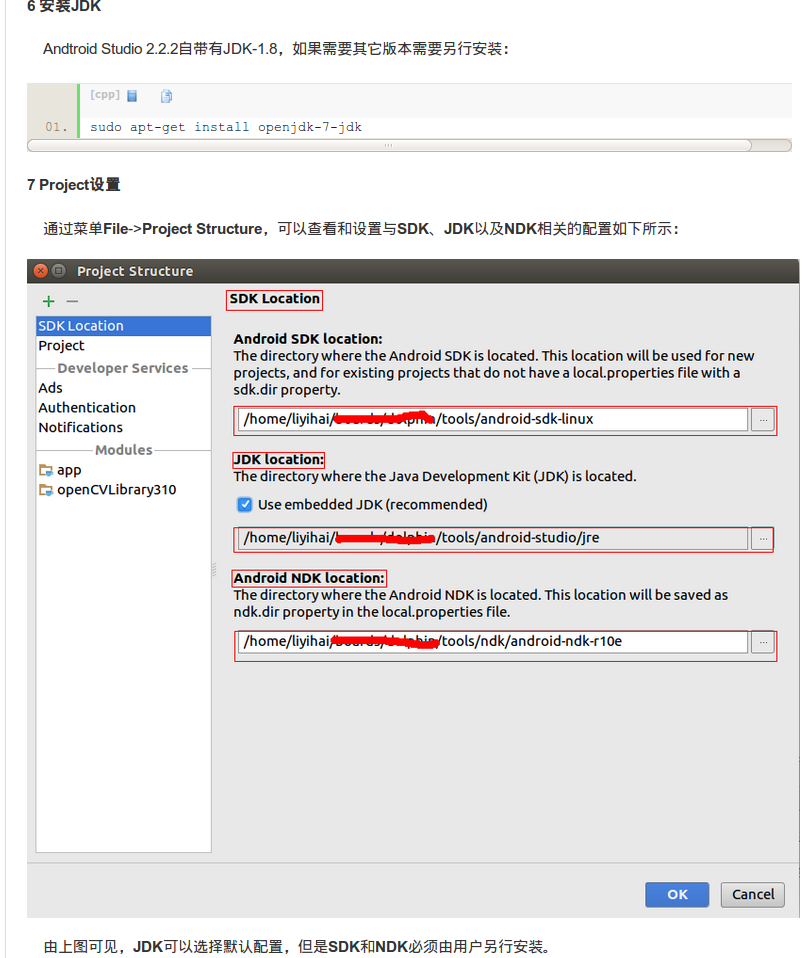 6 安装JDK
Andtroid Studio 2.2.2自带有JDK-1.8，如果需要其它版本需要另行安装：
[cpp]
01. sudo apt-get install openjdk-7-jdk
7 Project设置
通过菜单File->Project Structure，可以查看和设置与SDK、JDK以及NDK相关的配置如下所示：
Project Structure
SDK Location
Project
Developer Services
Ads
Authentication
Notifications
Modules
app
openCVLibrary310
SDK Location
Android SDK location:
The directory where the Android SDK is located. This location will be used for new
projects, and for existing projects that do not have a local.properties file with a
sdk.dir property.
/home/liyihai/ /tools/android-sdk-linux
...
JDK location:
The directory where the Java Development Kit (JDK) is located.
Use embedded JDK (recommended)
/home/liyihai/ /tools/android-studio/jre
...
Android NDK location:
The directory where the Android NDK is located. This location will be saved as
ndk.dir property in the local.properties file.
/home/liyihai/ /tools/ndk/android-ndk-r10e
...
OK
Cancel
由上图可见，JDK可以选择默认配置，但是SDK和NDK必须由用户另行安装。